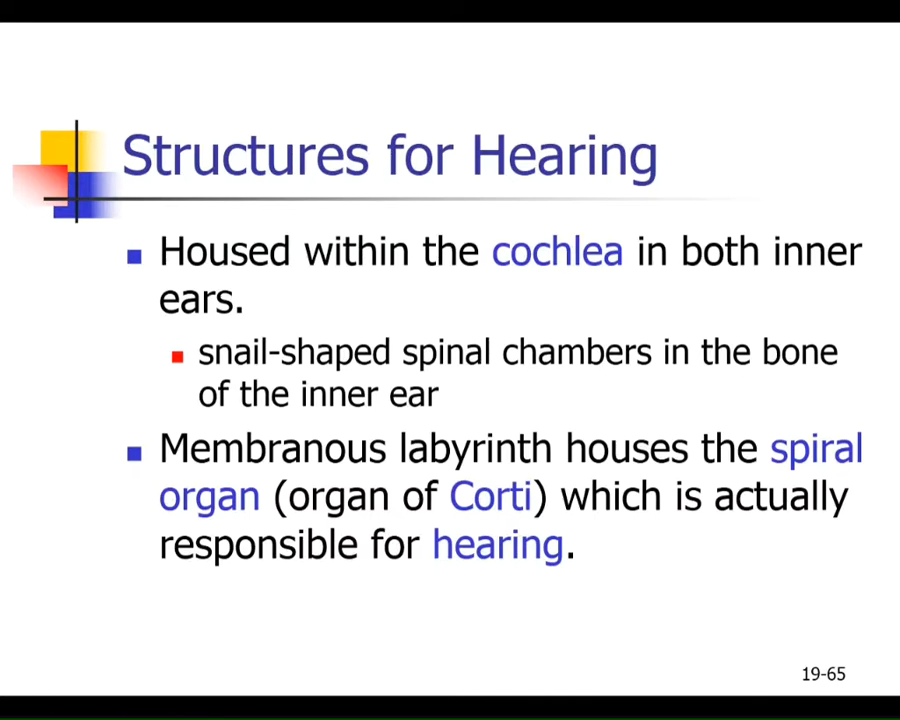 Structures for Hearing
Housed within the cochlea in both inner
ears.
snail-shaped spinal chambers in the bone
of the inner ear
Membranous labyrinth houses the spiral
organ (organ of Corti) which is actually
responsible for hearing.
19-65